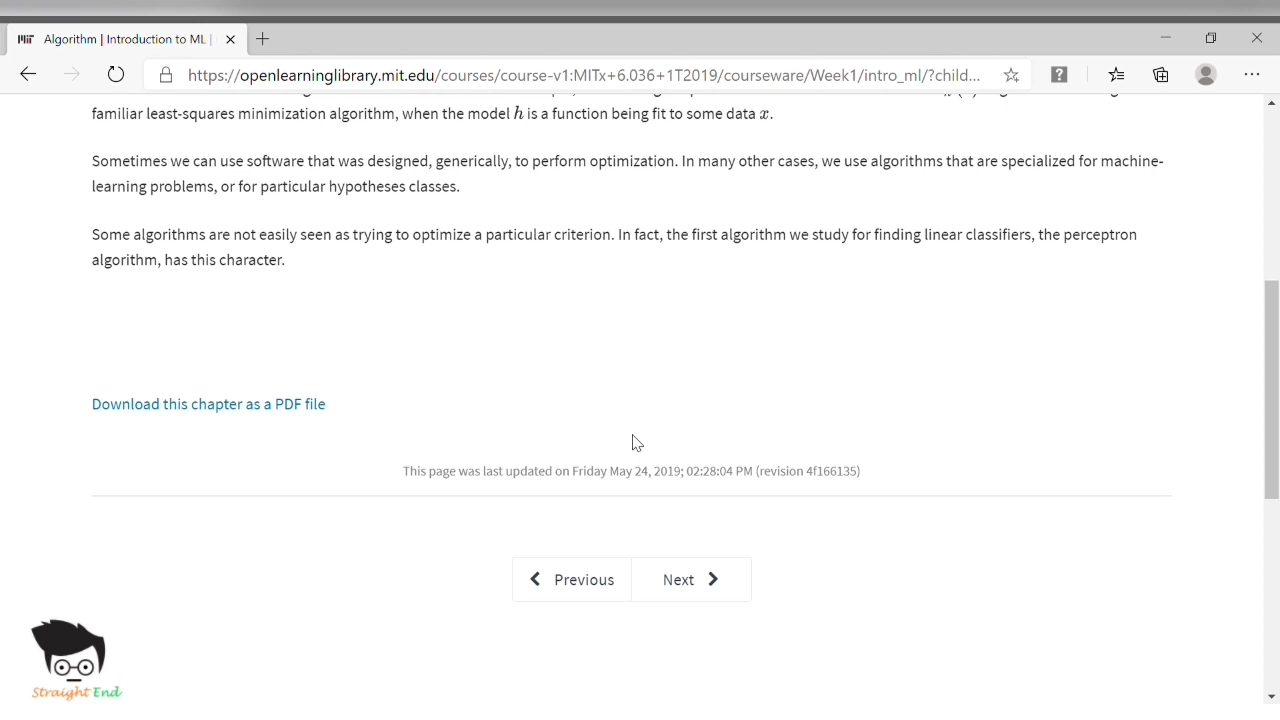 Algorithm | Introduction to ML |
https://openlearninglibrary.mit.edu/courses/course-v1:MITx+6.036+1T2019/courseware/Week1/intro_ml/?child...
familiar least-squares minimization algorithm, when the model h is a function being fit to some data x.
Sometimes we can use software that was designed, generically, to perform optimization. In many other cases, we use algorithms that are specialized for machine-
learning problems, or for particular hypotheses classes.
Some algorithms are not easily seen as trying to optimize a particular criterion. In fact, the first algorithm we study for finding linear classifiers, the perceptron
algorithm, has this character.
Download this chapter as a PDF file
This page was last updated on Friday May 24, 2019; 02:28:04 PM (revision 4f166135)
Previous
Next
Straight End